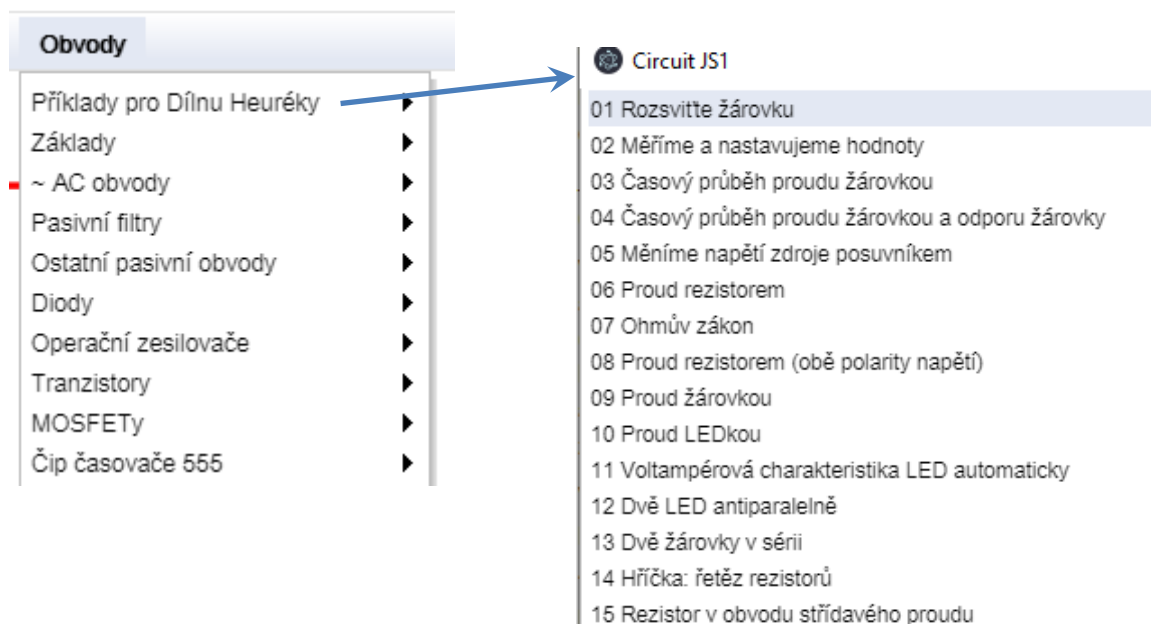 Obvody
Příklady pro Dílnu Heuréky
Základy
~ AC obvody
Pasivní filtry
Ostatní pasivní obvody
Diody
Operační zesilovače
Tranzistory
MOSFETy
Čip časovače 555
Circuit JS1
01 Rozsviťte žárovku
02 Měříme a nastavujeme hodnoty
03 Časový průběh proudu žárovkou
04 Časový průběh proudu žárovkou a odporu žárovky
05 Měníme napětí zdroje posuvníkem
06 Proud rezistorem
07 Ohmův zákon
08 Proud rezistorem (obě polarity napětí)
09 Proud žárovkou
10 Proud LEDkou
11 Voltampérová charakteristika LED automaticky
12 Dvě LED antiparalelně
13 Dvě žárovky v sérii
14 Hříčka: řetěz rezistorů
15 Rezistor v obvodu střídavého proudu